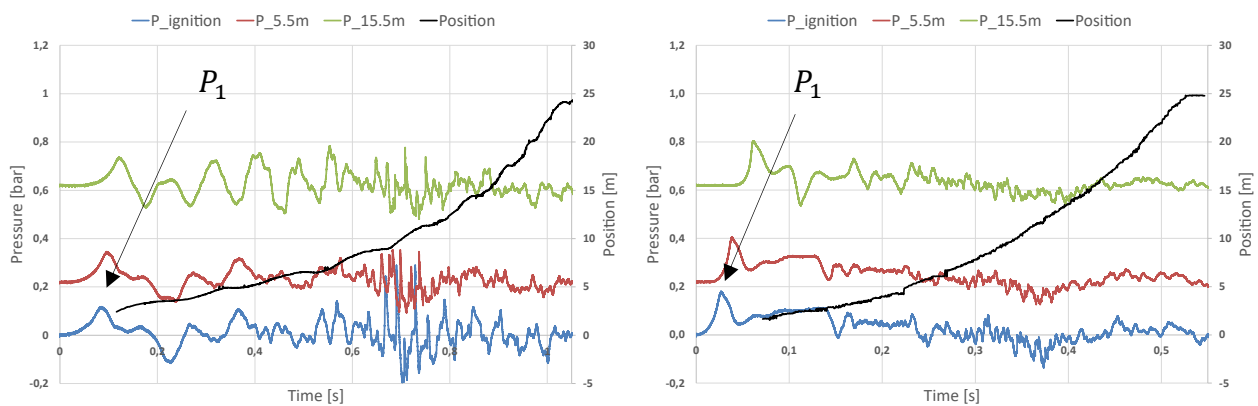 P_ignition P_5.5m P_15.5m Position
1,2
1
0,8
0,6
0,4
0,2
0,0
-0,2
Pressure [bar]
P1
30
25
20
15
10
5
0
-5
Position [m]
0 0,2 0,4 0,6 0,8 1
Time [s]
P_ignition P_5.5m P_15.5m Position
1,2
1,0
0,8
0,6
0,4
0,2
0,0
-0,2
Pressure [bar]
P1
30
25
20
15
10
5
0
-5
Position [m]
0 0,1 0,2 0,3 0,4 0,5
Time [s]